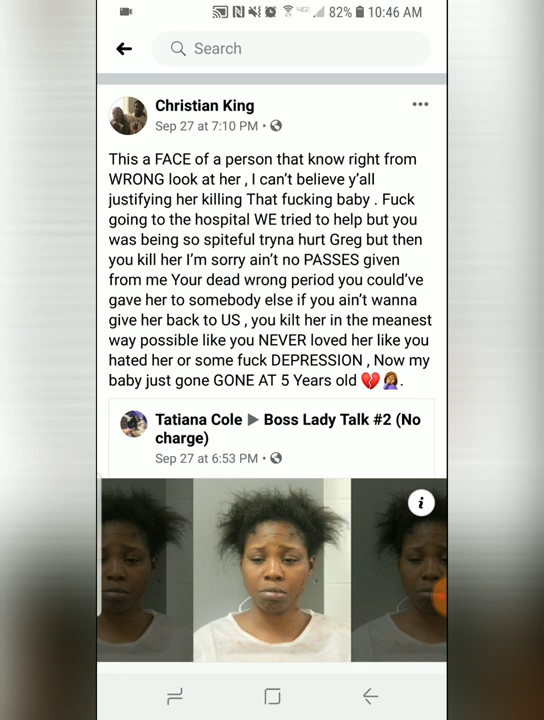 82% 10:46 AM
Search
Christian King
Sep 27 at 7:10 PM •
This a FACE of a person that know right from
WRONG look at her , I can't believe y'all
justifying her killing That fucking baby . Fuck
going to the hospital WE tried to help but you
was being so spiteful tryna hurt Greg but then
you kill her I'm sorry ain't no PASSES given
from me Your dead wrong period you could've
gave her to somebody else if you ain't wanna
give her back to US , you kilt her in the meanest
way possible like you NEVER loved her like you
hated her or some fuck DEPRESSION , Now my
baby just gone GONE AT 5 Years old 💔🤦🏾‍♀️.
Tatiana Cole ▶ Boss Lady Talk #2 (No
charge)
Sep 27 at 6:53 PM •
i